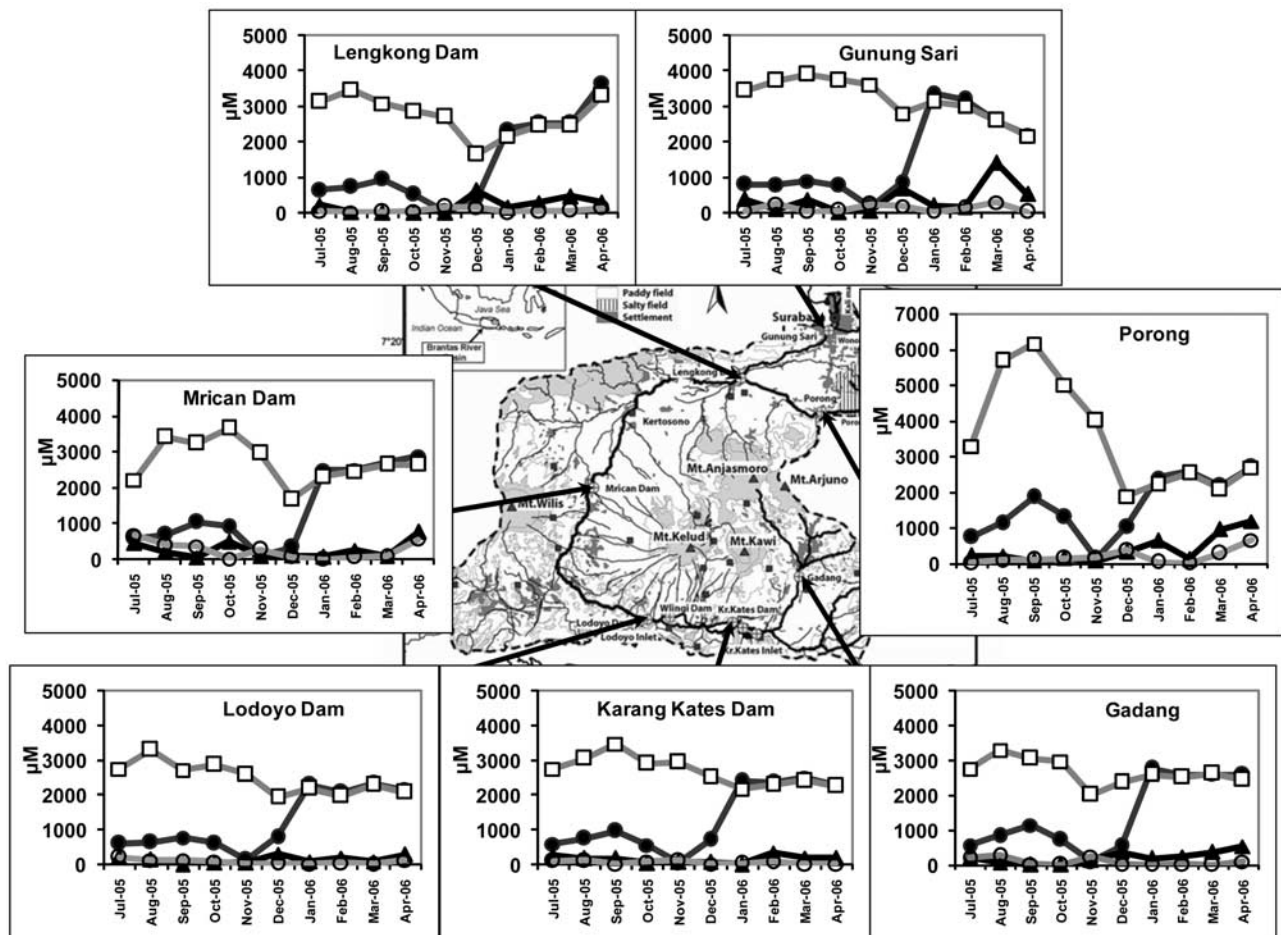 Lengkong Dam
5000
4000
3000
2000
1000
0
µM
Jul-05
Aug-05
Sep-05
Oct-05
Nov-05
Dec-05
Jan-06
Feb-06
Mar-06
Apr-06
Gunung Sari
5000
4000
3000
2000
1000
0
µM
Jul-05
Aug-05
Sep-05
Oct-05
Nov-05
Dec-05
Jan-06
Feb-06
Mar-06
Apr-06
Java Sea
Indian Ocean
Brantas River
7°20'
Paddy field
Salty field
Settlement
Gunung Sari
Porong
Kertosono
Mt.Anjasmoro
Mt.Arjuno
Mrican Dam
Mt.Wilis
Mt.Kelud
Mt.Kawi
Gadang
Wlingi Dam
Kr.Kates Dam
Lodoyo Inlet
Kr.Kates Inlet
Mrican Dam
5000
4000
3000
2000
1000
0
µM
Jul-05
Aug-05
Sep-05
Oct-05
Nov-05
Dec-05
Jan-06
Feb-06
Mar-06
Apr-06
Porong
7000
6000
5000
4000
3000
2000
1000
0
µM
Jul-05
Aug-05
Sep-05
Oct-05
Nov-05
Dec-05
Jan-06
Feb-06
Mar-06
Apr-06
Lodoyo Dam
5000
4000
3000
2000
1000
0
µM
Jul-05
Aug-05
Sep-05
Oct-05
Nov-05
Dec-05
Jan-06
Feb-06
Mar-06
Apr-06
Karang Kates Dam
5000
4000
3000
2000
1000
0
µM
Jul-05
Aug-05
Sep-05
Oct-05
Nov-05
Dec-05
Jan-06
Feb-06
Mar-06
Apr-06
Gadang
5000
4000
3000
2000
1000
0
µM
Jul-05
Aug-05
Sep-05
Oct-05
Nov-05
Dec-05
Jan-06
Feb-06
Mar-06
Apr-06